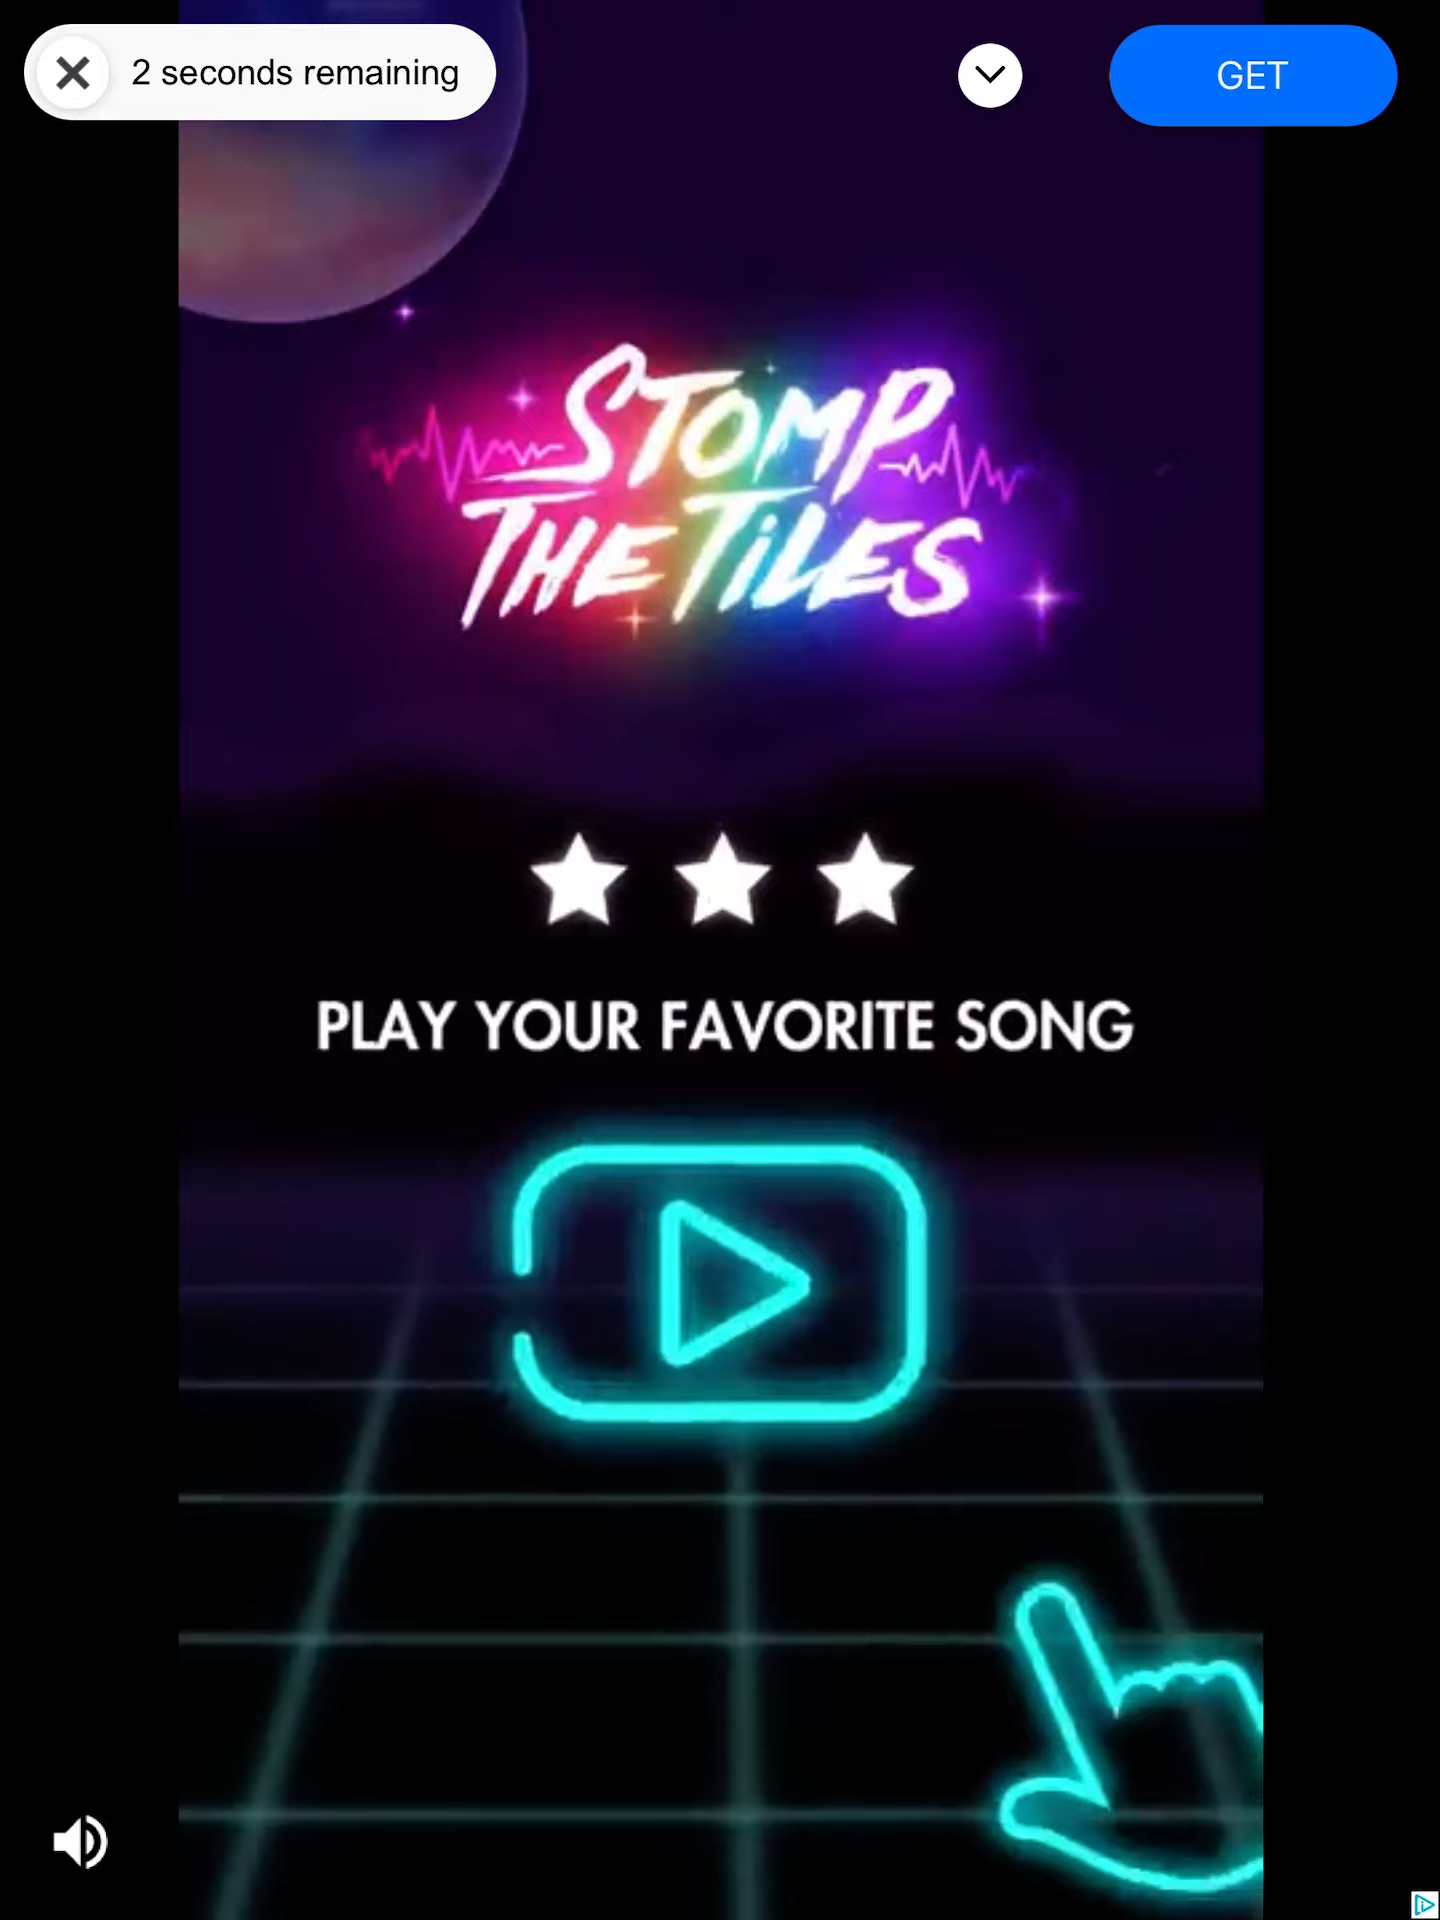 2 seconds remaining
GET
STOMP
THE TILES
PLAY YOUR FAVORITE SONG